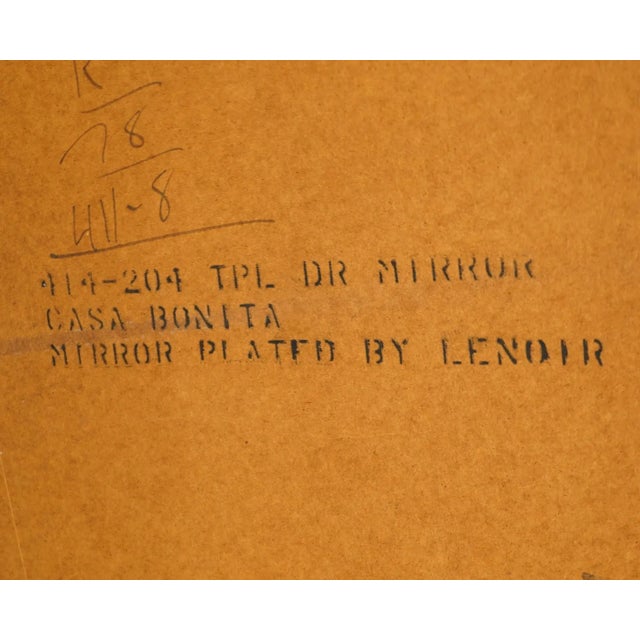 K
78
411-8
414-204 TPL DR MIRROR
CASA BONITA
MIRROR PLATED BY LENOIR